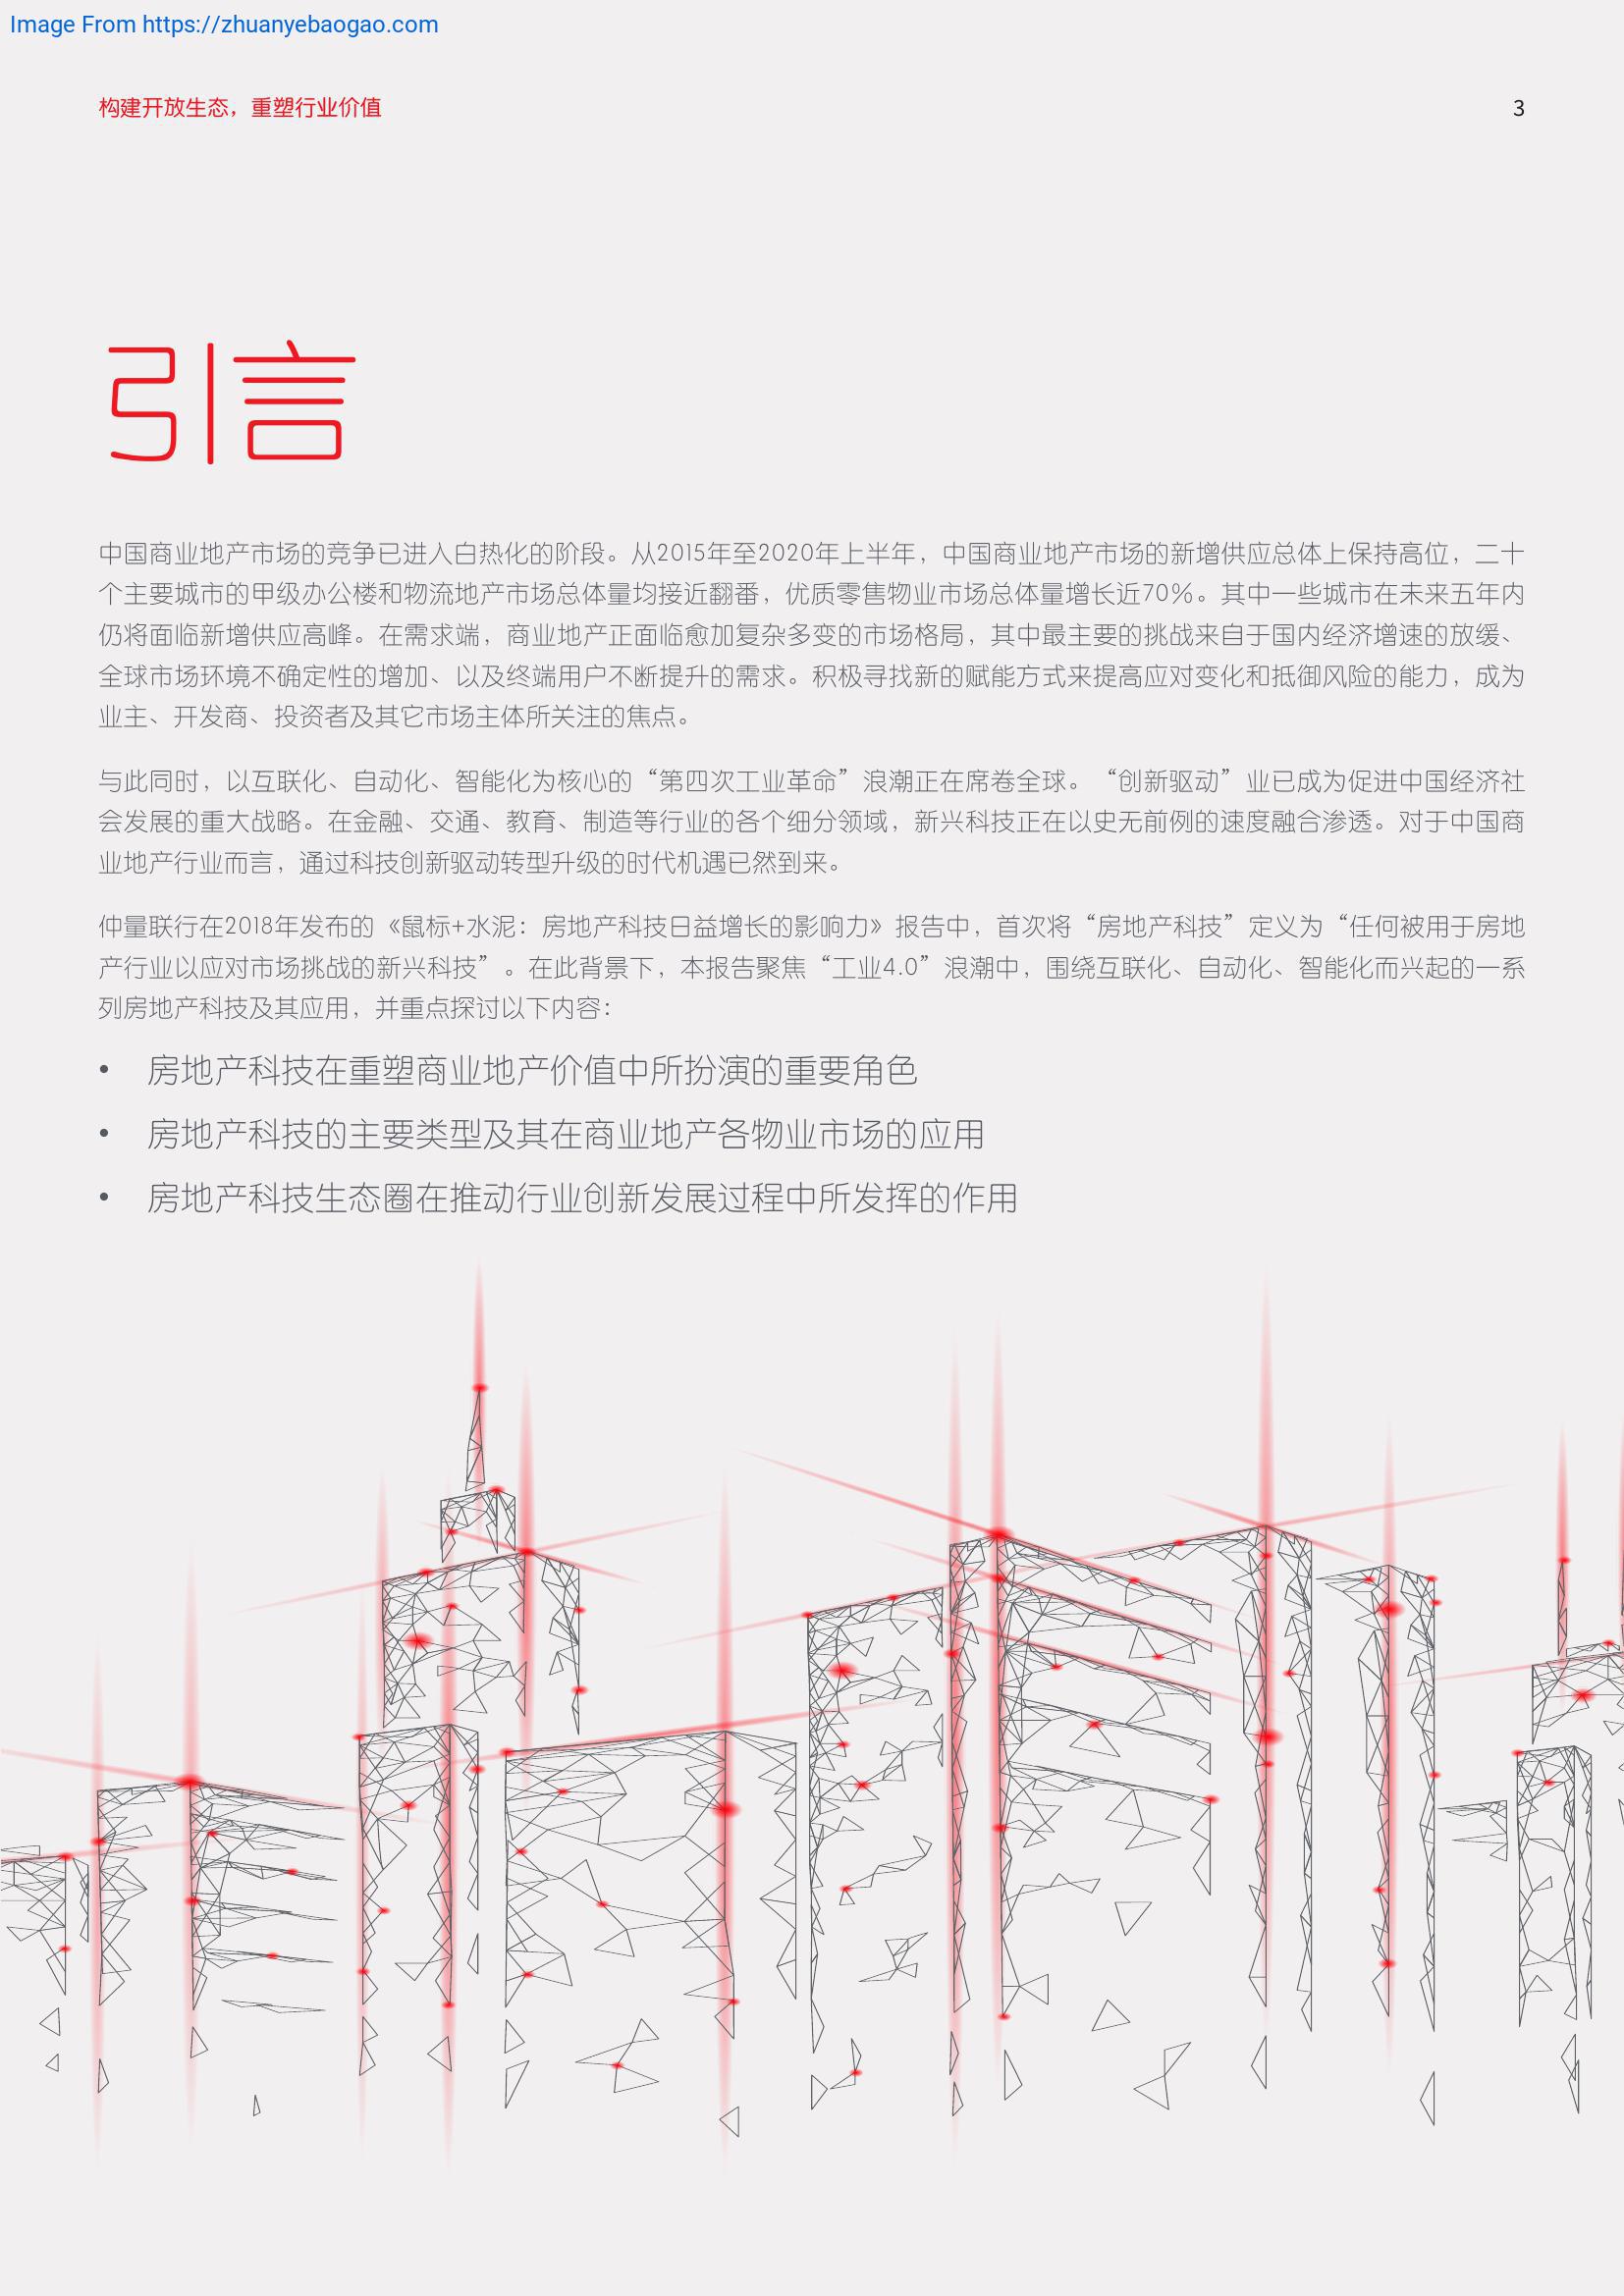 Image From https://zhuanyebaogao.com
构建开放生态，重塑行业价值
3
引言
中国商业地产市场的竞争已进入白热化的阶段。从2015年至2020年上半年，中国商业地产市场的新增供应总体上保持高位，二十
个主要城市的甲级办公楼和物流地产市场总体量均接近翻番，优质零售物业市场总体量增长近70%。其中一些城市在未来五年内
仍将面临新增供应高峰。在需求端，商业地产正面临愈加复杂多变的市场格局，其中最主要的挑战来自于国内经济增速的放缓、
全球市场环境不确定性的增加、以及终端用户不断提升的需求。积极寻找新的赋能方式来提高应对变化和抵御风险的能力，成为
业主、开发商、投资者及其它市场主体所关注的焦点。
与此同时，以互联化、自动化、智能化为核心的“第四次工业革命”浪潮正在席卷全球。“创新驱动”业已成为促进中国经济社
会发展的重大战略。在金融、交通、教育、制造等行业的各个细分领域，新兴科技正在以史无前例的速度融合渗透。对于中国商
业地产行业而言，通过科技创新驱动转型升级的时代机遇已然到来。
仲量联行在2018年发布的《鼠标+水泥：房地产科技日益增长的影响力》报告中，首次将“房地产科技”定义为“任何被用于房地
产行业以应对市场挑战的新兴科技”。在此背景下，本报告聚焦“工业4.0”浪潮中，围绕互联化、自动化、智能化而兴起的一系
列房地产科技及其应用，并重点探讨以下内容：
• 房地产科技在重塑商业地产价值中所扮演的重要角色
• 房地产科技的主要类型及其在商业地产各物业市场的应用
• 房地产科技生态圈在推动行业创新发展过程中所发挥的作用